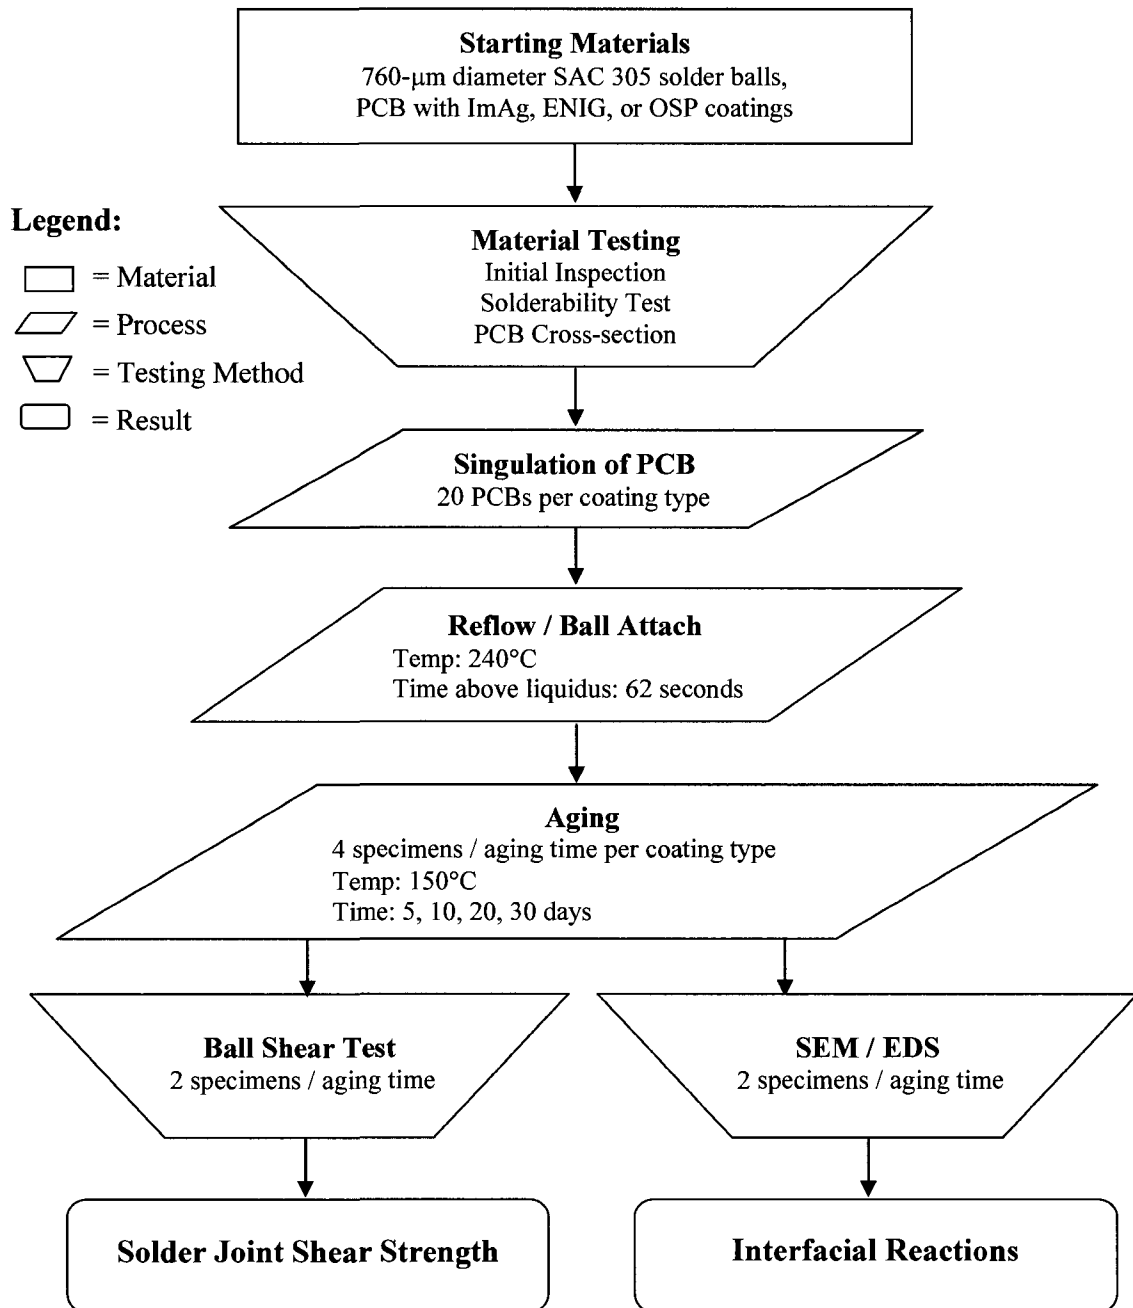 Starting Materials
760-μm diameter SAC 305 solder balls,
PCB with ImAg, ENIG, or OSP coatings
Legend:
= Material
= Process
= Testing Method
= Result
Material Testing
Initial Inspection
Solderability Test
PCB Cross-section
Singulation of PCB
20 PCBs per coating type
Reflow / Ball Attach
Temp: 240°C
Time above liquidus: 62 seconds
Aging
4 specimens / aging time per coating type
Temp: 150°C
Time: 5, 10, 20, 30 days
Ball Shear Test
2 specimens / aging time
SEM / EDS
2 specimens / aging time
Solder Joint Shear Strength
Interfacial Reactions